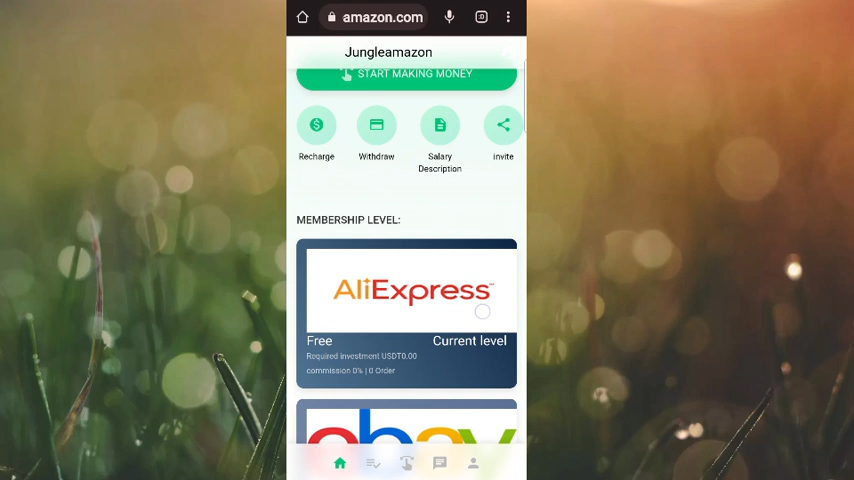 amazon.com
:D
Jungleamazon
START MAKING MONEY
Recharge
Withdraw
Salary
Description
invite
MEMBERSHIP LEVEL:
AliExpress
Free
Current level
Required investment USDT0.00
commission 0% | 0 Order
ebay